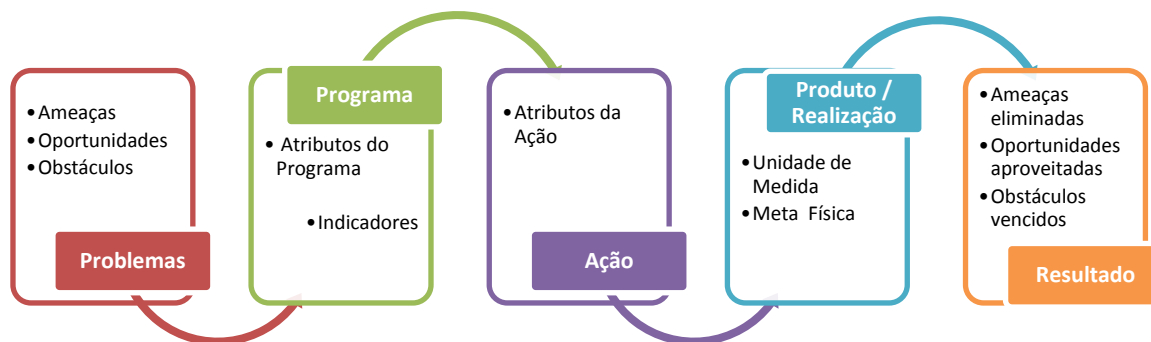 • Ameaças
• Oportunidades
• Obstáculos
Problemas
Programa
• Atributos do
Programa
• Indicadores
• Atributos da
Ação
Ação
Produto /
Realização
• Unidade de
Medida
• Meta Física
• Ameaças
eliminadas
• Oportunidades
aproveitadas
• Obstáculos
vencidos
Resultado